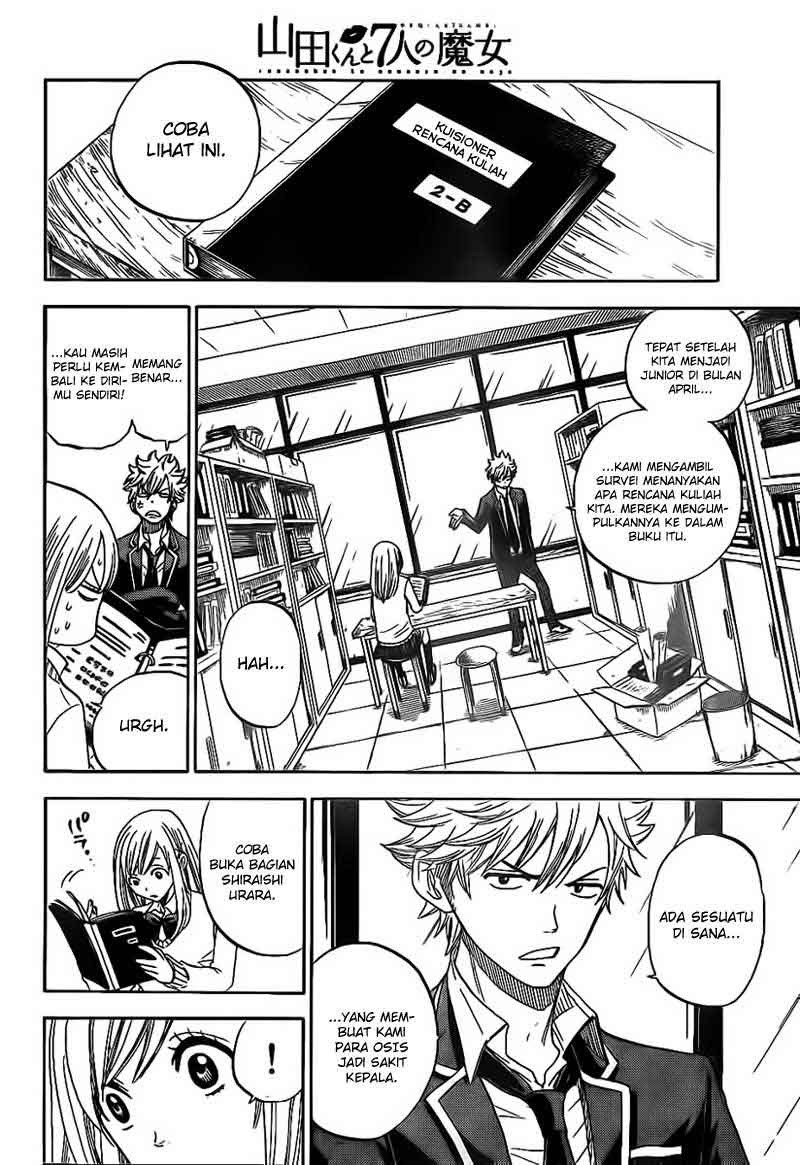 山田くんと7人の魔女
COBA
LIHAT INI.
KUISIONER
RENCANA KULIAH
2-B
TEPAT SETELAH
KITA MENJADI
JUNIOR DI BULAN
APRIL...
...KAMI MENGAMBIL
SURVEI MENANYAKAN
APA RENCANA KULIAH
KITA. MEREKA MENGUM-
PULKANNYA KE DALAM
BUKU ITU.
HAH...
MEMANG
BENAR...
...KAU MASIH
PERLU KEM-
BALI KE DIRI-
MU SENDIRI!
URGH.
ADA SESUATU
DI SANA...
...YANG MEM-
BUAT KAMI
PARA OSIS
JADI SAKIT
KEPALA.
COBA
BUKA BAGIAN
SHIRAISHI
URARA.
!